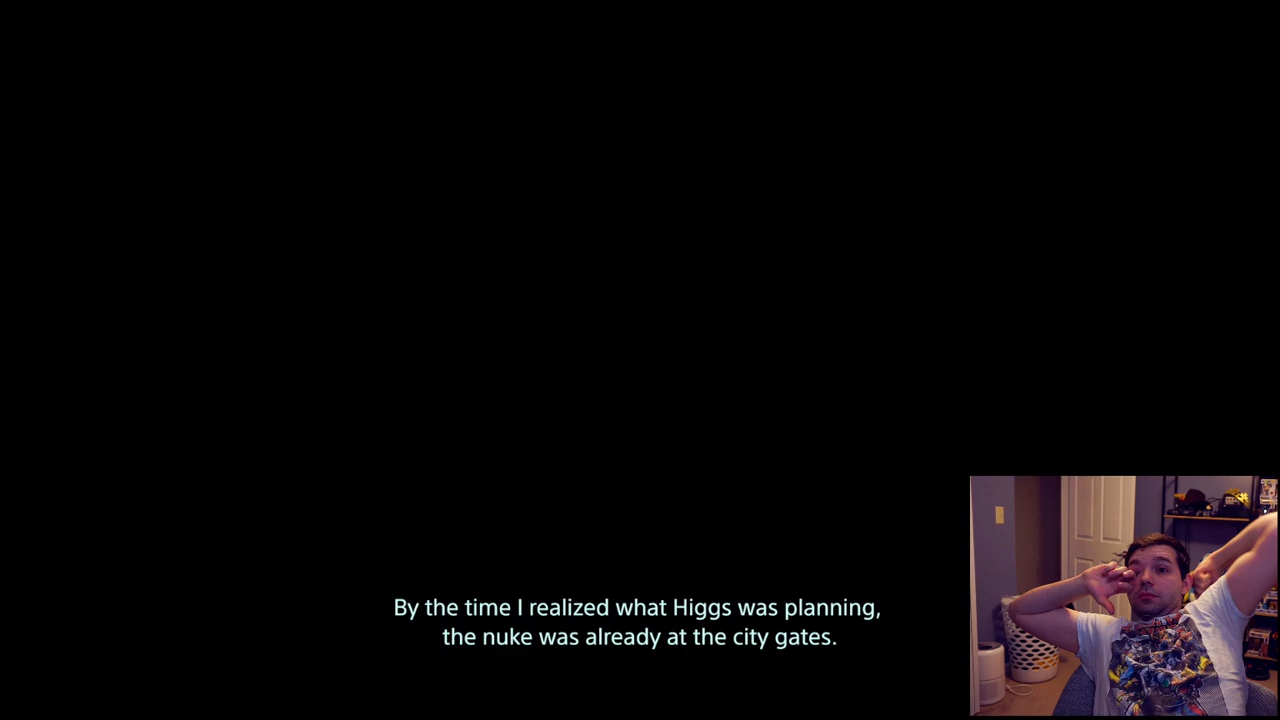 By the time I realized what Higgs was planning,
the nuke was already at the city gates.